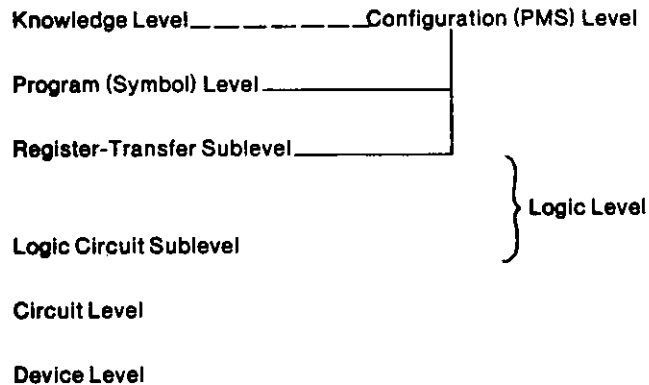 Knowledge Level Configuration (PMS) Level
Program (Symbol) Level
Register-Transfer Sublevel
Logic Level
Logic Circuit Sublevel
Circuit Level
Device Level